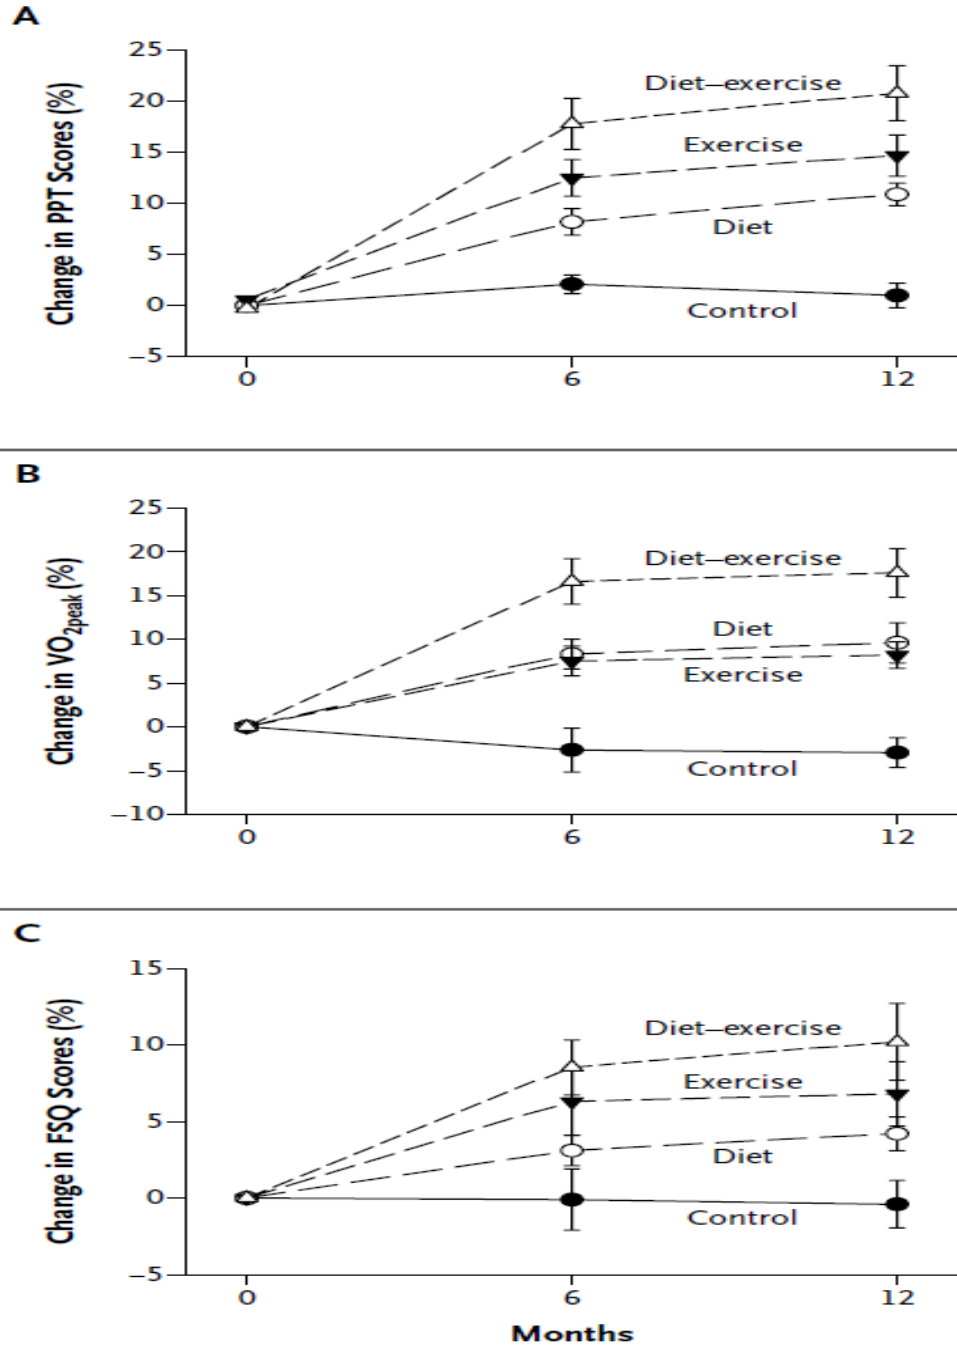 A
Change in PPT Scores (%)
25
20
15
10
5
0
−5
Diet–exercise
Exercise
Diet
Control
0 6 12
B
Change in VO2peak (%)
25
20
15
10
5
0
−5
−10
Diet–exercise
Diet
Exercise
Control
0 6 12
C
Change in FSQ Scores (%)
15
10
5
0
−5
Diet–exercise
Exercise
Diet
Control
0 6 12
Months